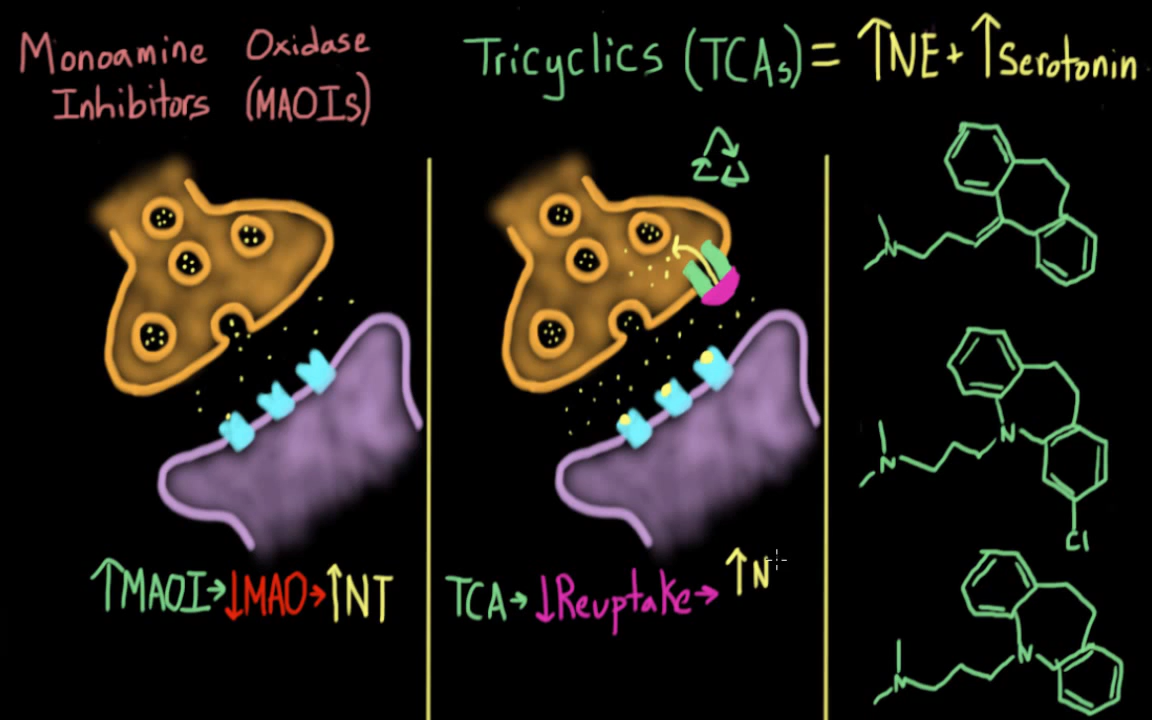 Monoamine Oxidase
Inhibitors (MAOIs)
Tricyclics (TCAs) = ↑NE + ↑Serotonin
↑MAOI→↓MAO→↑NT
TCA→↓Reuptake→ ↑N
N
N
N
Cl
N
N